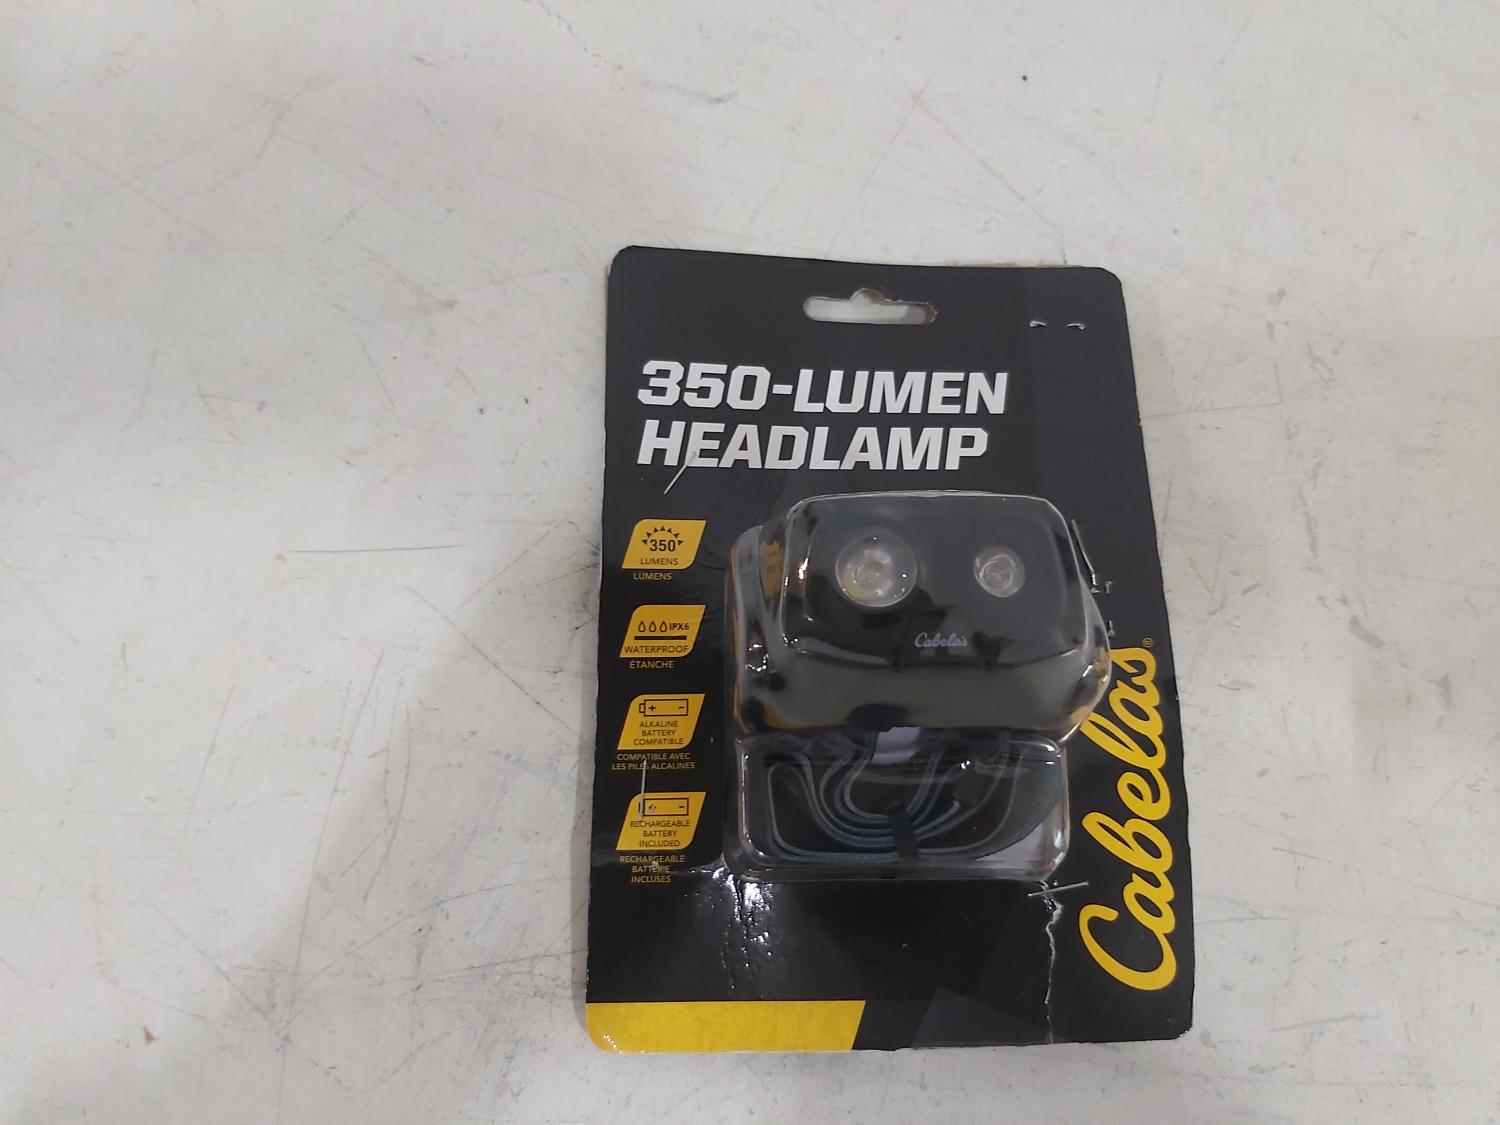 350-LUMEN
HEADLAMP
350
LUMENS
LUMENS
IPX6
WATERPROOF
ÉTANCHE
ALKALINE
BATTERY
COMPATIBLE
COMPATIBLE AVEC
LES PILES ALCALINES
RECHARGEABLE
BATTERY
INCLUDED
RECHARGEABLE
BATTERIE
INCLUSES
Cabela's
Cabela's®